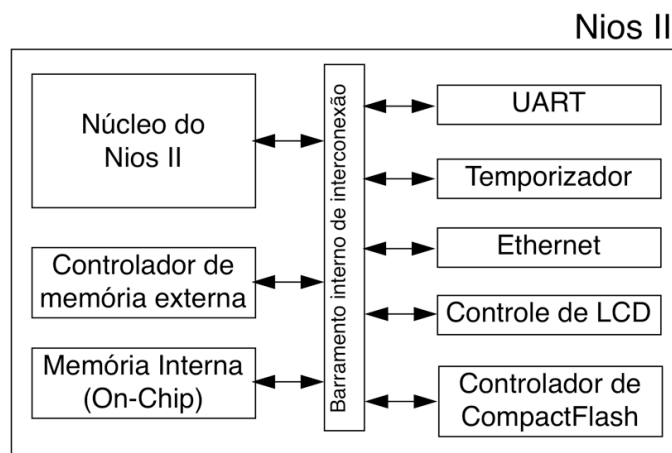 Nios II
Núcleo do
Nios II
Controlador de
memória externa
Memória Interna
(On-Chip)
Barramento interno de interconexão
UART
Temporizador
Ethernet
Controle de LCD
Controlador de
CompactFlash